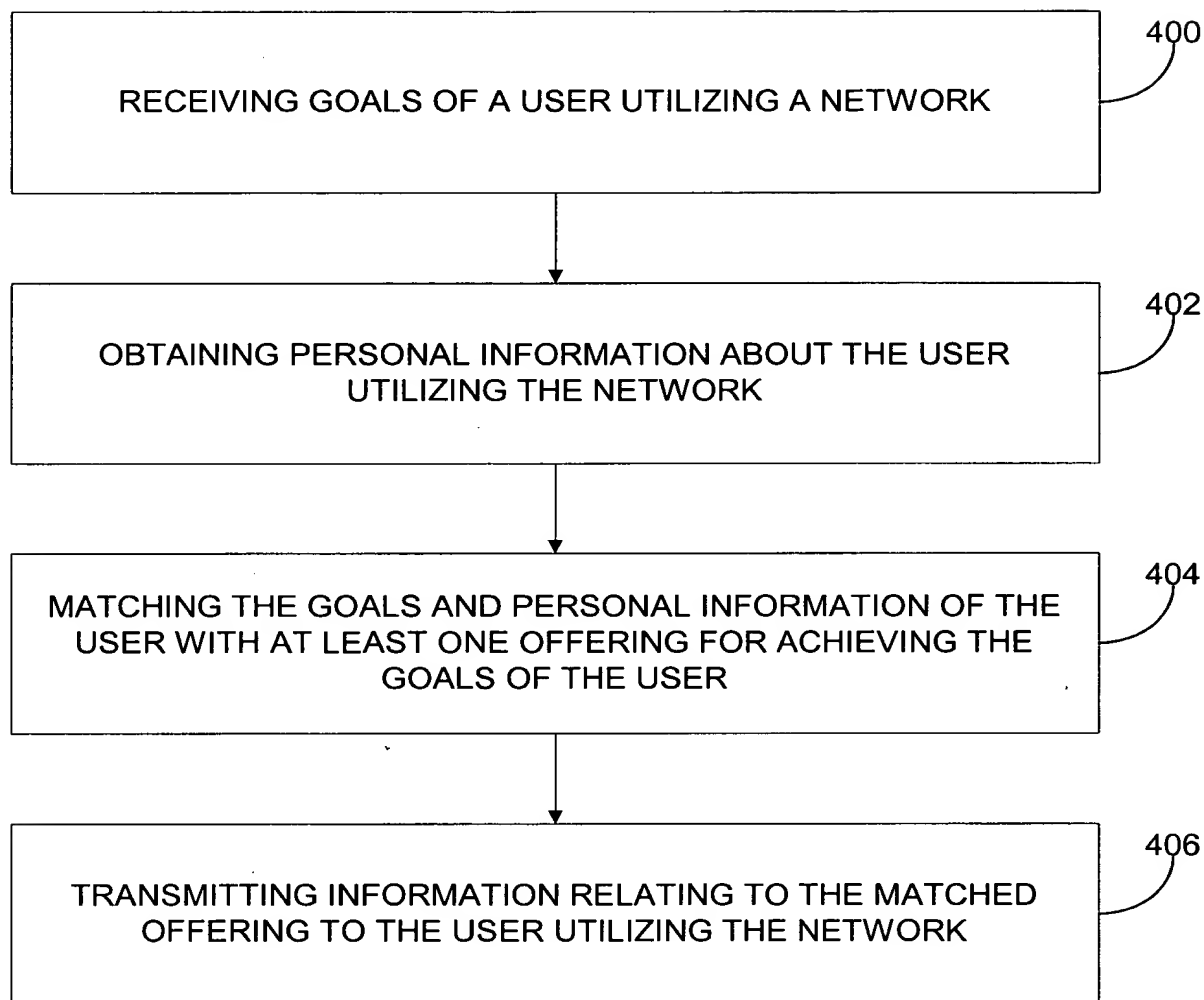 400
RECEIVING GOALS OF A USER UTILIZING A NETWORK
402
OBTAINING PERSONAL INFORMATION ABOUT THE USER
UTILIZING THE NETWORK
404
MATCHING THE GOALS AND PERSONAL INFORMATION OF THE
USER WITH AT LEAST ONE OFFERING FOR ACHIEVING THE
GOALS OF THE USER
406
TRANSMITTING INFORMATION RELATING TO THE MATCHED
OFFERING TO THE USER UTILIZING THE NETWORK